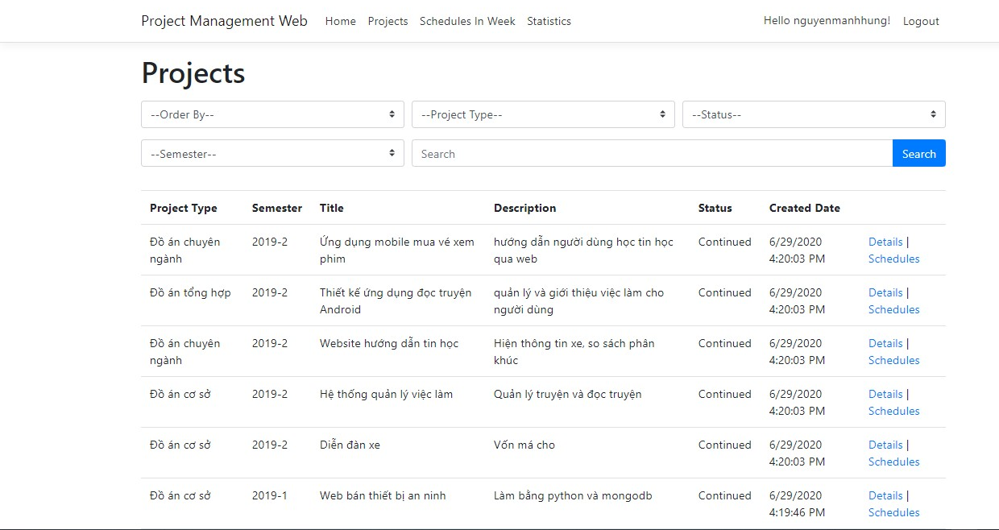 Project Management Web Home Projects Schedules In Week Statistics Hello nguyenmanhhung! Logout
Projects
--Order By-- --Project Type-- --Status--
--Semester-- Search Search
Project Type Semester Title Description Status Created Date
Đồ án chuyên 2019-2 Ứng dụng mobile mua vé xem hướng dẫn người dùng học tin học Continued 6/29/2020 Details |
ngành phim qua web 4:20:03 PM Schedules
Đồ án tổng hợp 2019-2 Thiết kế ứng dụng đọc truyện quản lý và giới thiệu việc làm cho Continued 6/29/2020 Details |
Android người dùng 4:20:03 PM Schedules
Đồ án chuyên 2019-2 Website hướng dẫn tin học Hiện thông tin xe, so sách phân Continued 6/29/2020 Details |
ngành khúc 4:20:03 PM Schedules
Đồ án cơ sở 2019-2 Hệ thống quản lý việc làm Quản lý truyện và đọc truyện Continued 6/29/2020 Details |
4:20:03 PM Schedules
Đồ án cơ sở 2019-2 Diễn đàn xe Vốn má cho Continued 6/29/2020 Details |
4:20:03 PM Schedules
Đồ án cơ sở 2019-1 Web bán thiết bị an ninh Làm bằng python và mongodb Continued 6/29/2020 Details |
4:19:46 PM Schedules